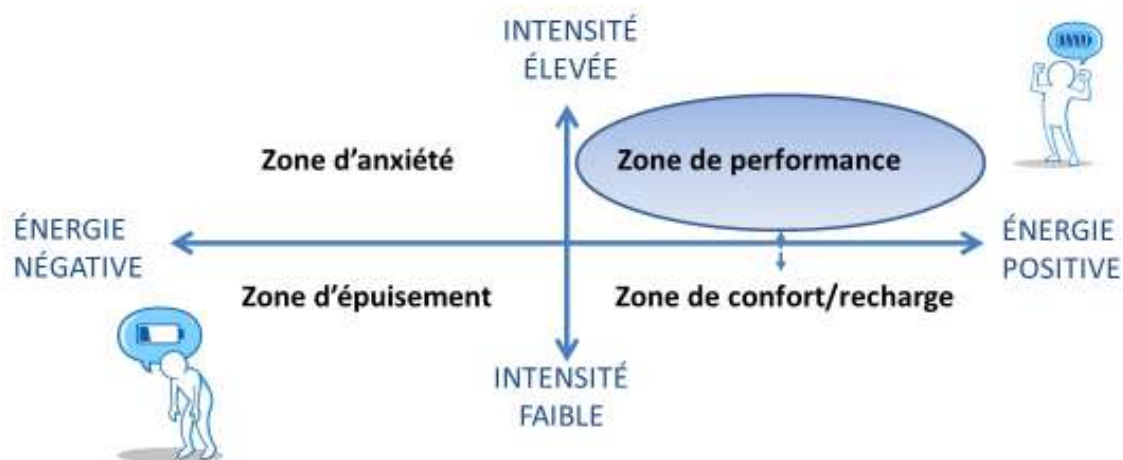 INTENSITÉ
ÉLEVÉE
Zone d'anxiété
Zone de performance
ÉNERGIE
NÉGATIVE
ÉNERGIE
POSITIVE
Zone d'épuisement
Zone de confort/recharge
INTENSITÉ
FAIBLE